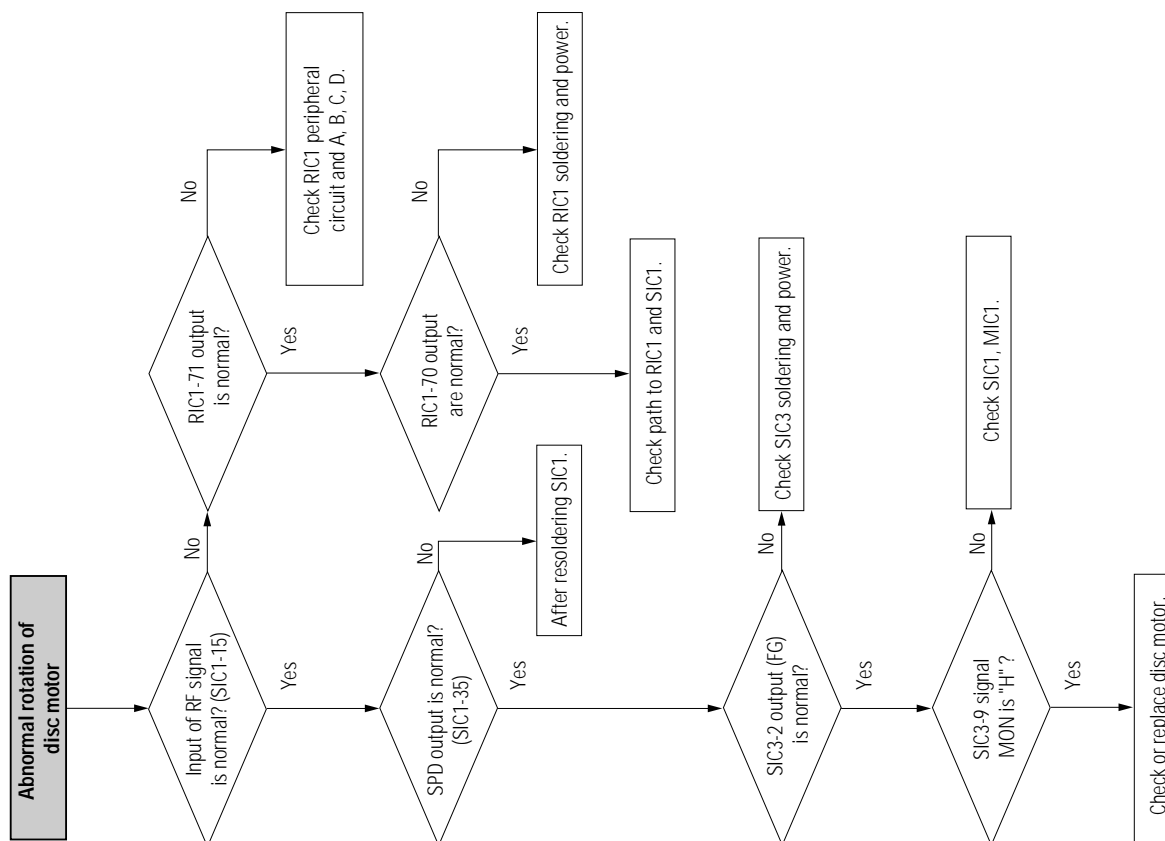 Abnormal rotation of
disc motor
Input of RF signal
is normal? (SIC1-15)
No
Yes
RIC1-71 output
is normal?
No
Yes
Check RIC1 peripheral
circuit and A, B, C, D.
RIC1-70 output
are normal?
No
Yes
Check RIC1 soldering and power.
Check path to RIC1 and SIC1.
SPD output is normal?
(SIC1-35)
No
Yes
After resoldering SIC1.
SIC3-2 output (FG)
is normal?
No
Yes
Check SIC3 soldering and power.
SIC3-9 signal
MON is "H" ?
No
Yes
Check SIC1, MIC1.
Check or replace disc motor.